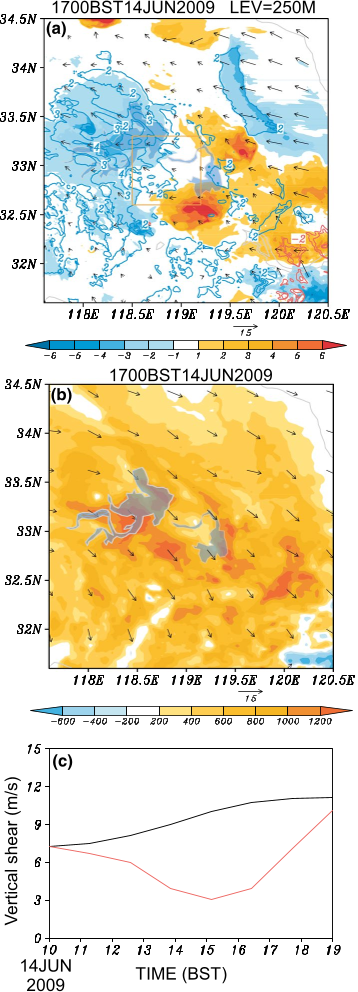 1700BST14JUN2009 LEV=250M
(a)
34.5N
34N
33.5N
33N
32.5N
32N
118E 118.5E 119E 119.5E 120E 120.5E
15
-6 -5 -4 -3 -2 -1 1 2 3 4 5 6
1700BST14JUN2009
(b)
34.5N
34N
33.5N
33N
32.5N
32N
118E 118.5E 119E 119.5E 120E 120.5E
15
-600 -400 -200 200 400 600 800 1000 1200
(c)
Vertical shear (m/s)
15
12
9
6
3
0
10 11 12 13 14 15 16 17 18 19
14JUN
2009
TIME (BST)